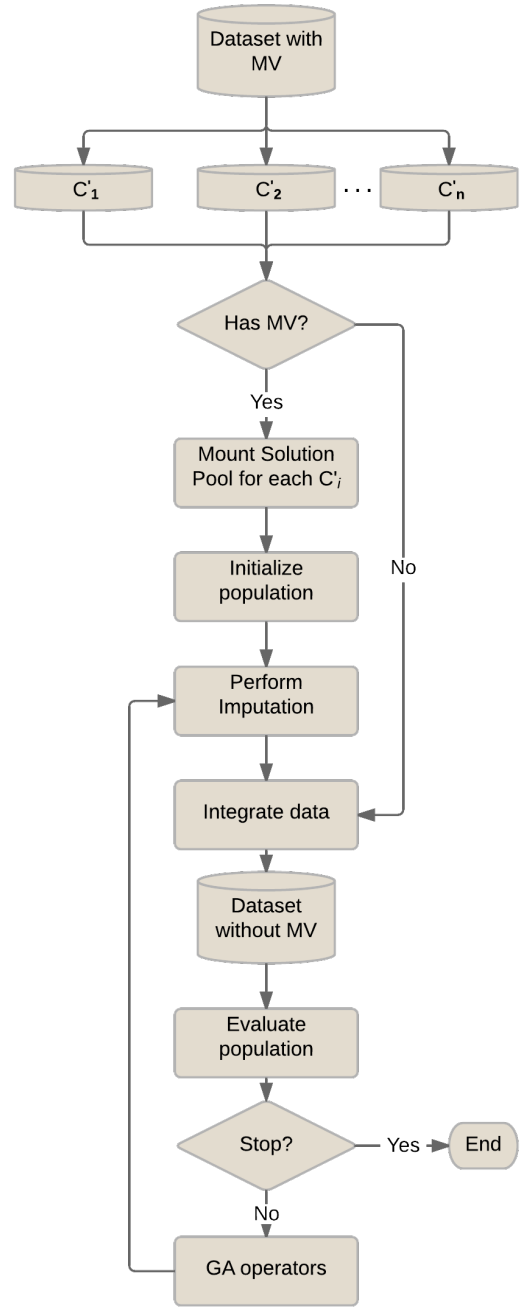 Dataset with
MV
C'1
C'2
...
C'n
Has MV?
Yes
Mount Solution
Pool for each C'i
Initialize
population
No
Perform
Imputation
Integrate data
Dataset
without MV
Evaluate
population
Stop?
Yes
End
No
GA operators